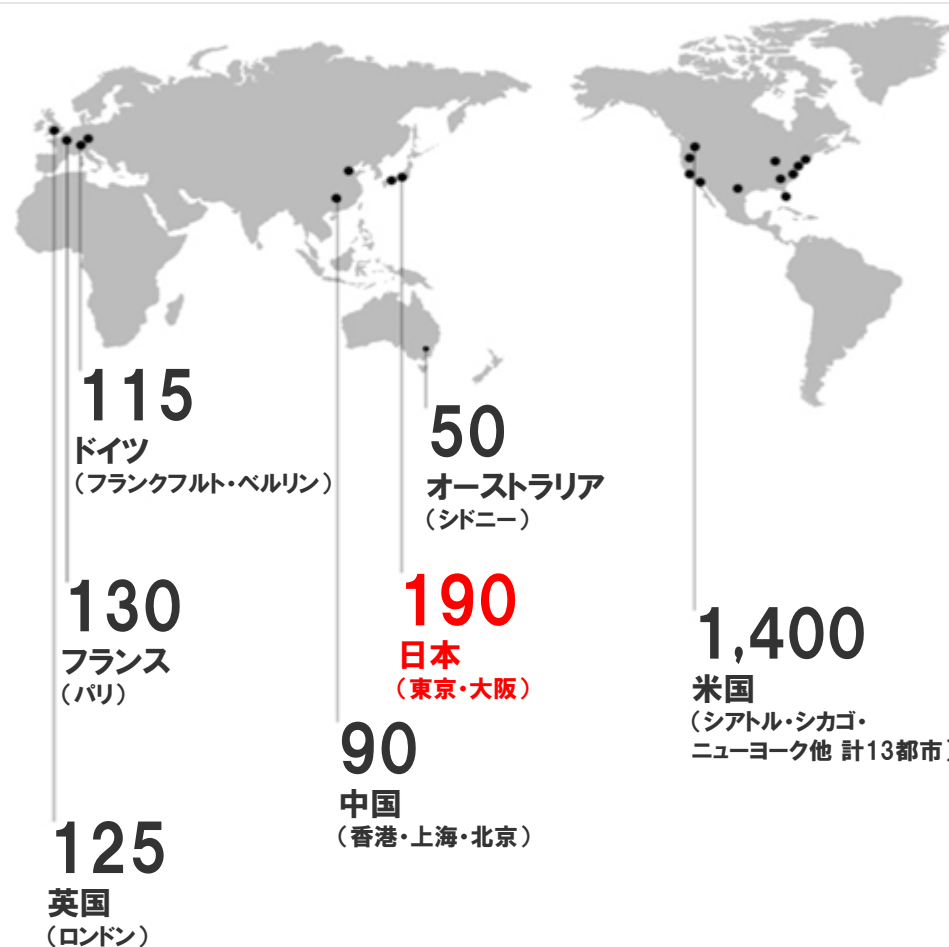 115
ドイツ
（フランクフルト・ベルリン）
50
オーストラリア
（シドニー）
130
フランス
（パリ）
190
日本
（東京・大阪）
1,400
米国
（シアトル・シカゴ・
ニューヨーク他 計13都市）
90
中国
（香港・上海・北京）
125
英国
（ロンドン）